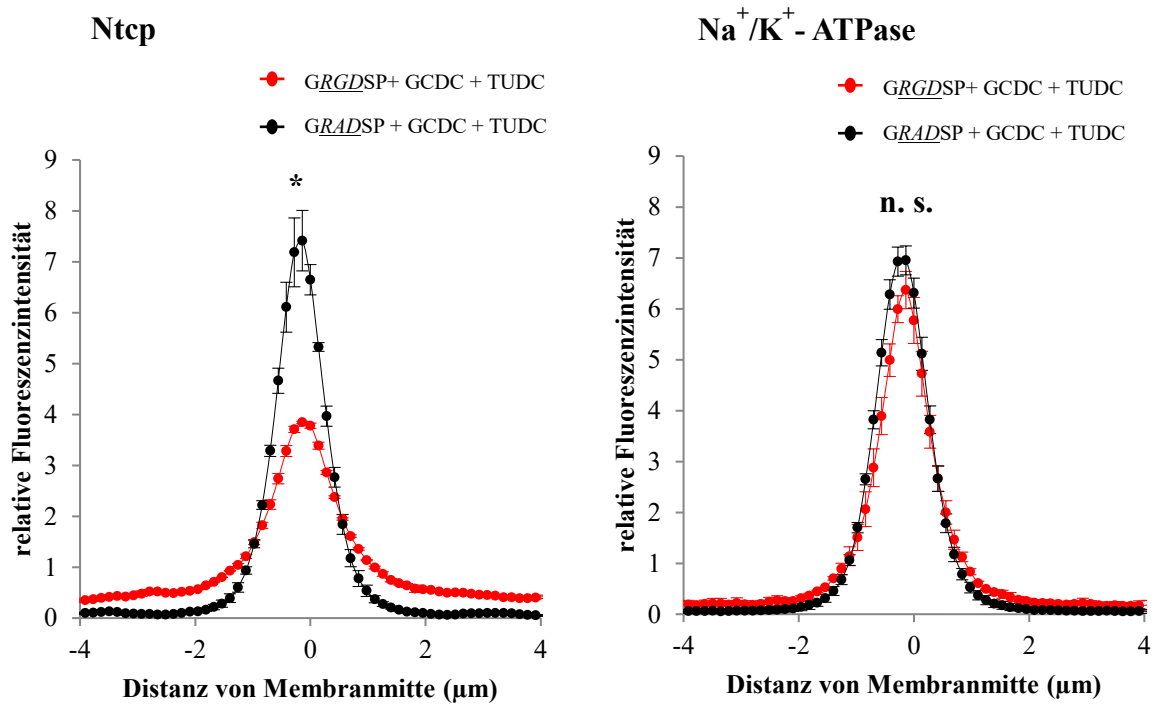 Ntcp
GRGDSP+ GCDC + TUDC
GRADSP + GCDC + TUDC
*
relative Fluoreszenzintensität
9
8
7
6
5
4
3
2
1
0
-4 -2 0 2 4
Distanz von Membranmitte (µm)
Na⁺/K⁺- ATPase
GRGDSP+ GCDC + TUDC
GRADSP + GCDC + TUDC
n. s.
relative Fluoreszenzintensität
9
8
7
6
5
4
3
2
1
0
-4 -2 0 2 4
Distanz von Membranmitte (µm)